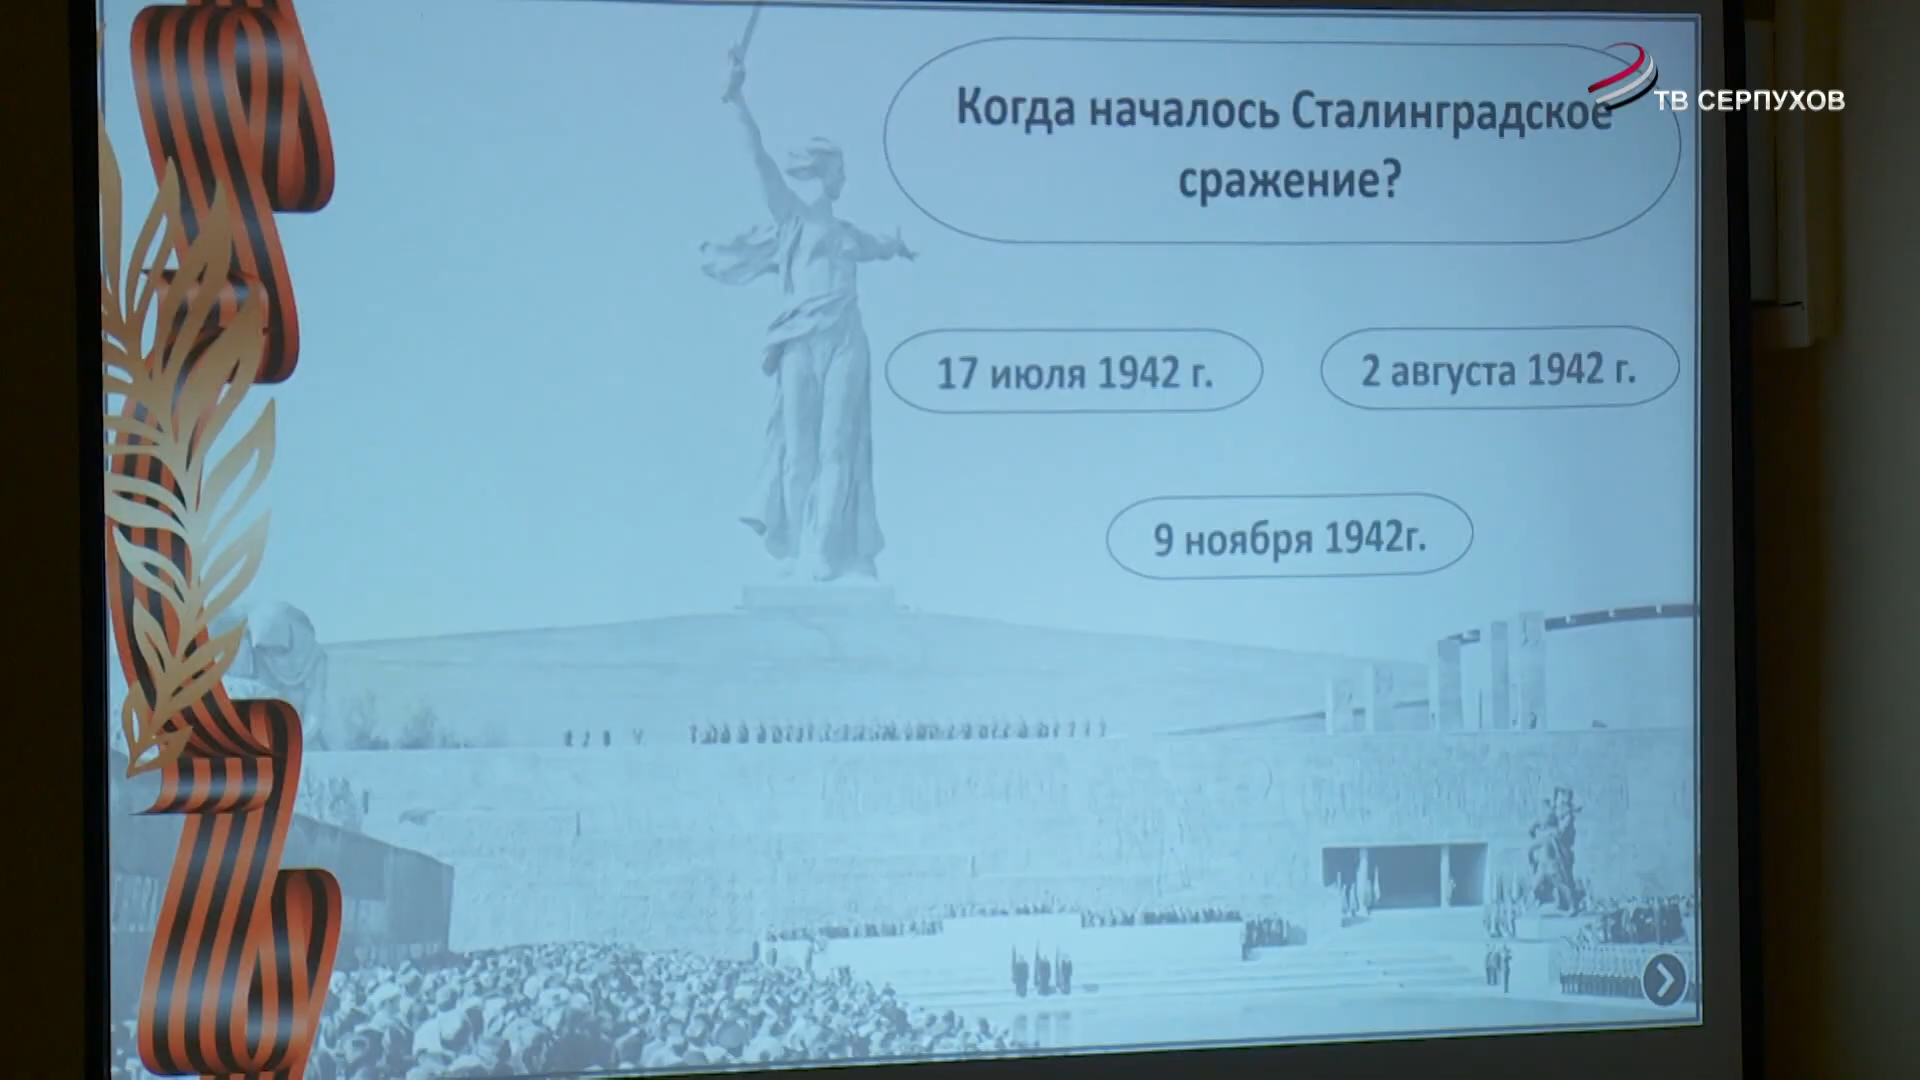 Когда началось Сталинградское
сражение?
ТВ СЕРПУХОВ
17 июля 1942 г.
2 августа 1942 г.
9 ноября 1942г.